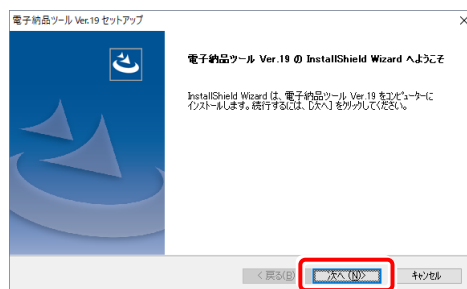 電子納品ツール Ver.19 セットアップ
電子納品ツール Ver.19 の InstallShield Wizard へようこそ
InstallShield Wizard は、電子納品ツール Ver.19 をコンピューターに
インストールします。続行するには、[次へ] をクリックしてください。
< 戻る(B)
次へ(N)>
キャンセル